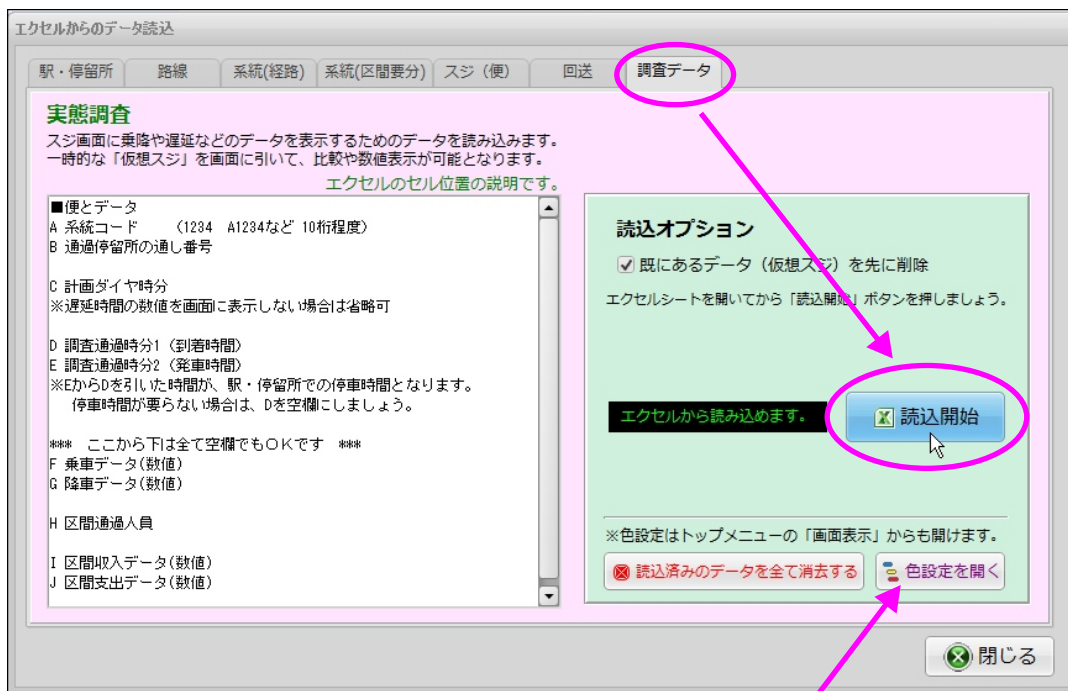 エクセルからのデータ読込
駅・停留所 路線 系統(経路) 系統(区間要分) スジ（便） 回送 調査データ
実態調査
スジ画面に乗降や遅延などのデータを表示するためのデータを読み込みます。
一時的な「仮想スジ」を画面に引いて、比較や数値表示が可能となります。
エクセルのセル位置の説明です。
■便とデータ
A 系統コード （1234 A1234など 10桁程度）
B 通過停留所の通し番号
C 計画ダイヤ時分
※遅延時間の数値を画面に表示しない場合は省略可
D 調査通過時分1（到着時間）
E 調査通過時分2（発車時間）
※EからDを引いた時間が、駅・停留所での停車時間となります。
停車時間が要らない場合は、Dを空欄にしましょう。
*** ここから下は全て空欄でもＯＫです ***
F 乗車データ(数値)
G 降車データ(数値)
H 区間通過人員
I 区間収入データ(数値)
J 区間支出データ(数値)
読込オプション
既にあるデータ（仮想スジ）を先に削除
エクセルシートを開いてから「読込開始」ボタンを押しましょう。
エクセルから読み込めます。
読込開始
※色設定はトップメニューの「画面表示」からも開けます。
読込済みのデータを全て消去する
色設定を開く
閉じる